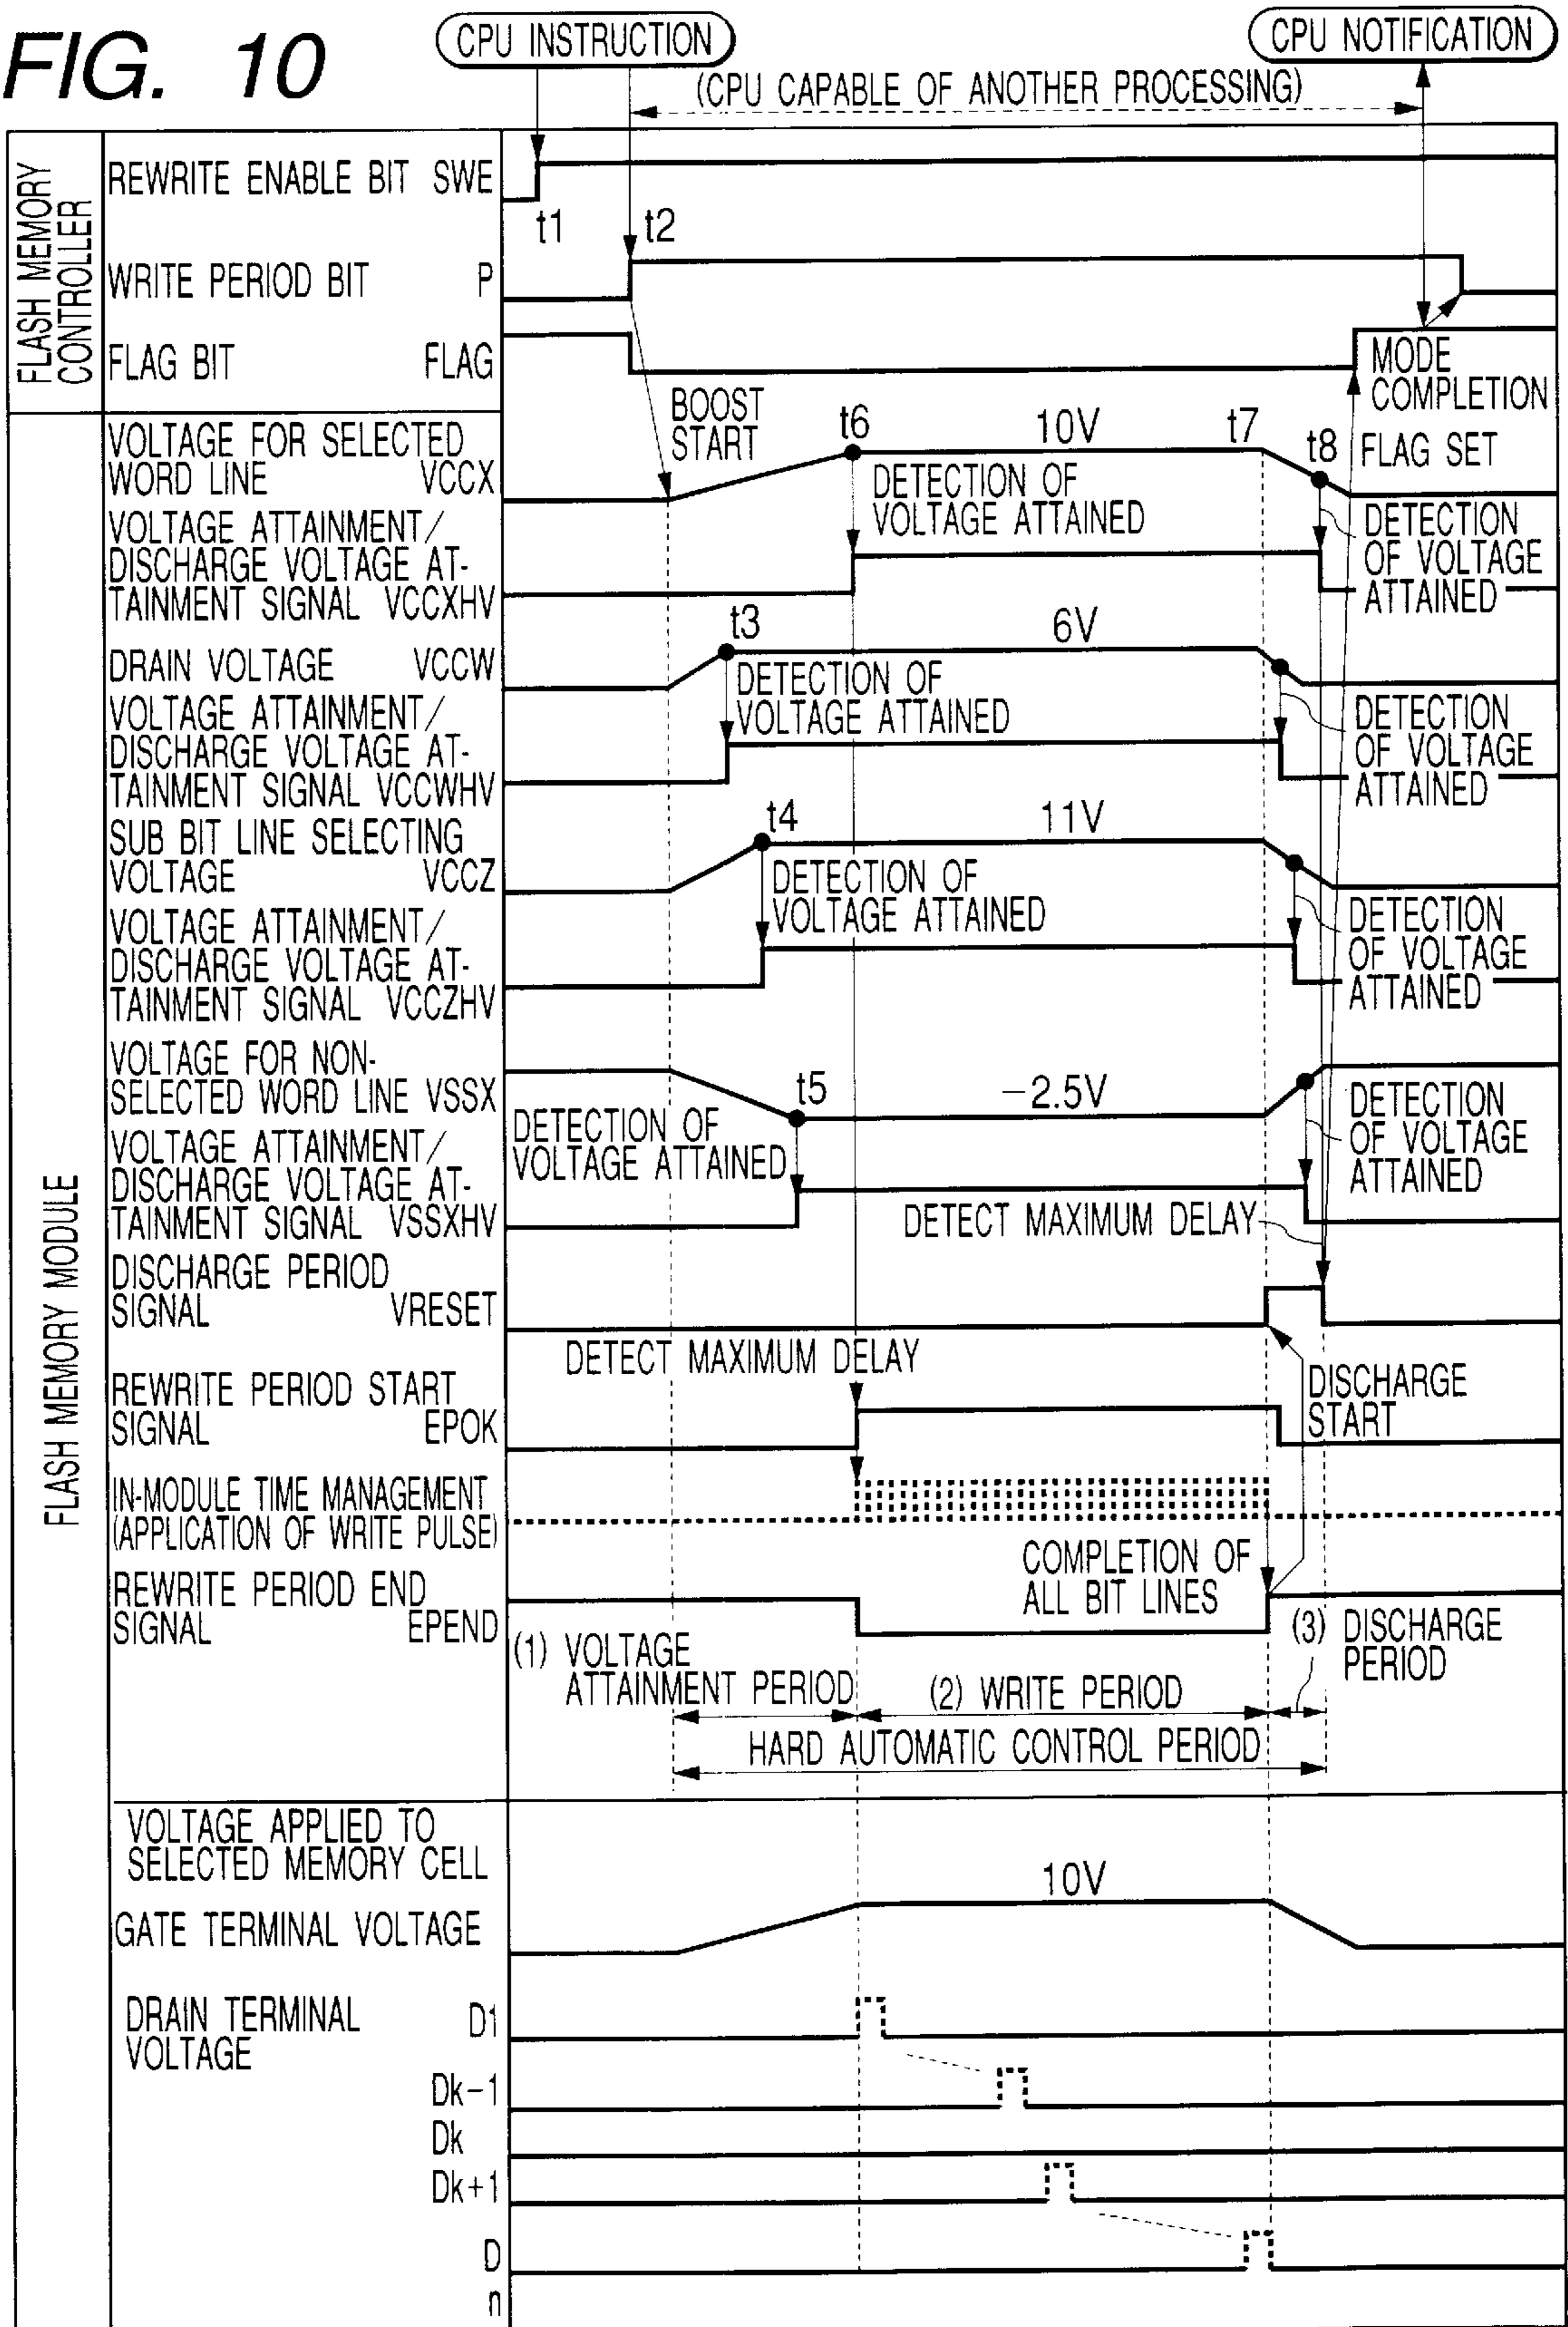 FIG. 10
CPU INSTRUCTION
CPU NOTIFICATION
(CPU CAPABLE OF ANOTHER PROCESSING)
FLASH MEMORY
CONTROLLER
REWRITE ENABLE BIT SWE
t1
t2
WRITE PERIOD BIT P
FLAG BIT FLAG
MODE
COMPLETION
FLAG SET
BOOST
START
FLASH MEMORY MODULE
VOLTAGE FOR SELECTED
WORD LINE VCCX
t6
10V
t7
t8
DETECTION OF
VOLTAGE ATTAINED
DETECTION
OF VOLTAGE
ATTAINED
VOLTAGE ATTAINMENT/
DISCHARGE VOLTAGE AT-
TAINMENT SIGNAL VCCXHV
DRAIN VOLTAGE VCCW
t3
6V
DETECTION OF
VOLTAGE ATTAINED
DETECTION
OF VOLTAGE
ATTAINED
VOLTAGE ATTAINMENT/
DISCHARGE VOLTAGE AT-
TAINMENT SIGNAL VCCWHV
SUB BIT LINE SELECTING
VOLTAGE VCCZ
t4
11V
DETECTION OF
VOLTAGE ATTAINED
DETECTION
OF VOLTAGE
ATTAINED
VOLTAGE ATTAINMENT/
DISCHARGE VOLTAGE AT-
TAINMENT SIGNAL VCCZHV
VOLTAGE FOR NON-
SELECTED WORD LINE VSSX
t5
−2.5V
DETECTION OF
VOLTAGE ATTAINED
DETECTION
OF VOLTAGE
ATTAINED
VOLTAGE ATTAINMENT/
DISCHARGE VOLTAGE AT-
TAINMENT SIGNAL VSSXHV
DETECT MAXIMUM DELAY
DISCHARGE PERIOD
SIGNAL VRESET
DETECT MAXIMUM DELAY
REWRITE PERIOD START
SIGNAL EPOK
DISCHARGE
START
IN-MODULE TIME MANAGEMENT
(APPLICATION OF WRITE PULSE)
COMPLETION OF
ALL BIT LINES
REWRITE PERIOD END
SIGNAL EPEND
(1) VOLTAGE
ATTAINMENT PERIOD
(2) WRITE PERIOD
(3) DISCHARGE
PERIOD
HARD AUTOMATIC CONTROL PERIOD
VOLTAGE APPLIED TO
SELECTED MEMORY CELL
10V
GATE TERMINAL VOLTAGE
DRAIN TERMINAL
VOLTAGE
D1
Dk-1
Dk
Dk+1
D
n